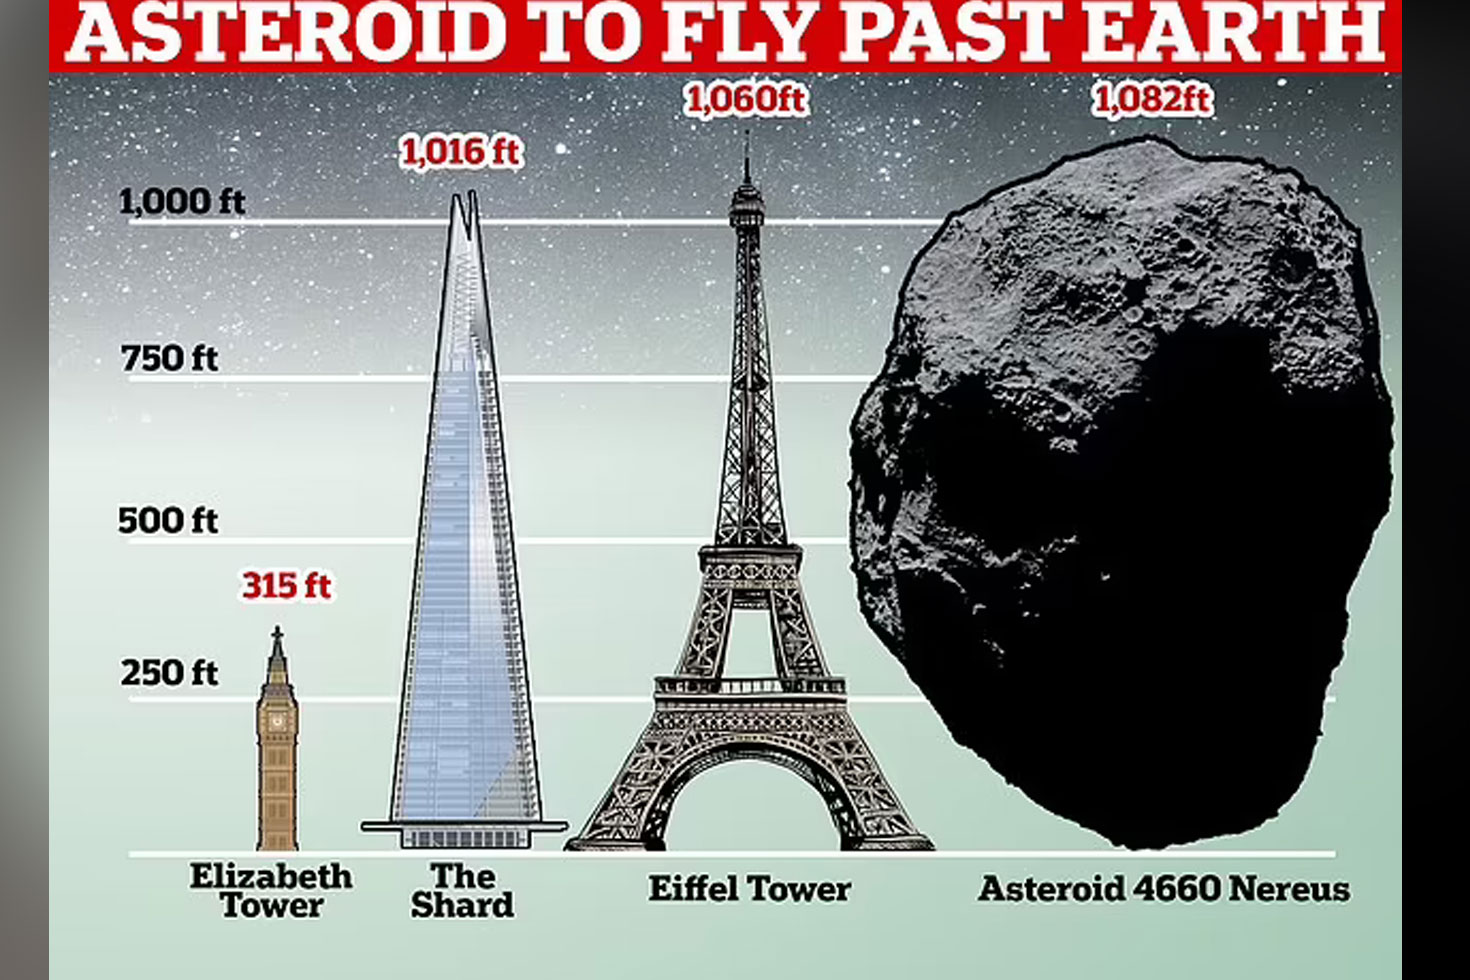 ASTEROID TO FLY PAST EARTH
1,060ft
1,082ft
1,016 ft
1,000 ft
750 ft
500 ft
315 ft
250 ft
Elizabeth
Tower
The
Shard
Eiffel Tower
Asteroid 4660 Nereus